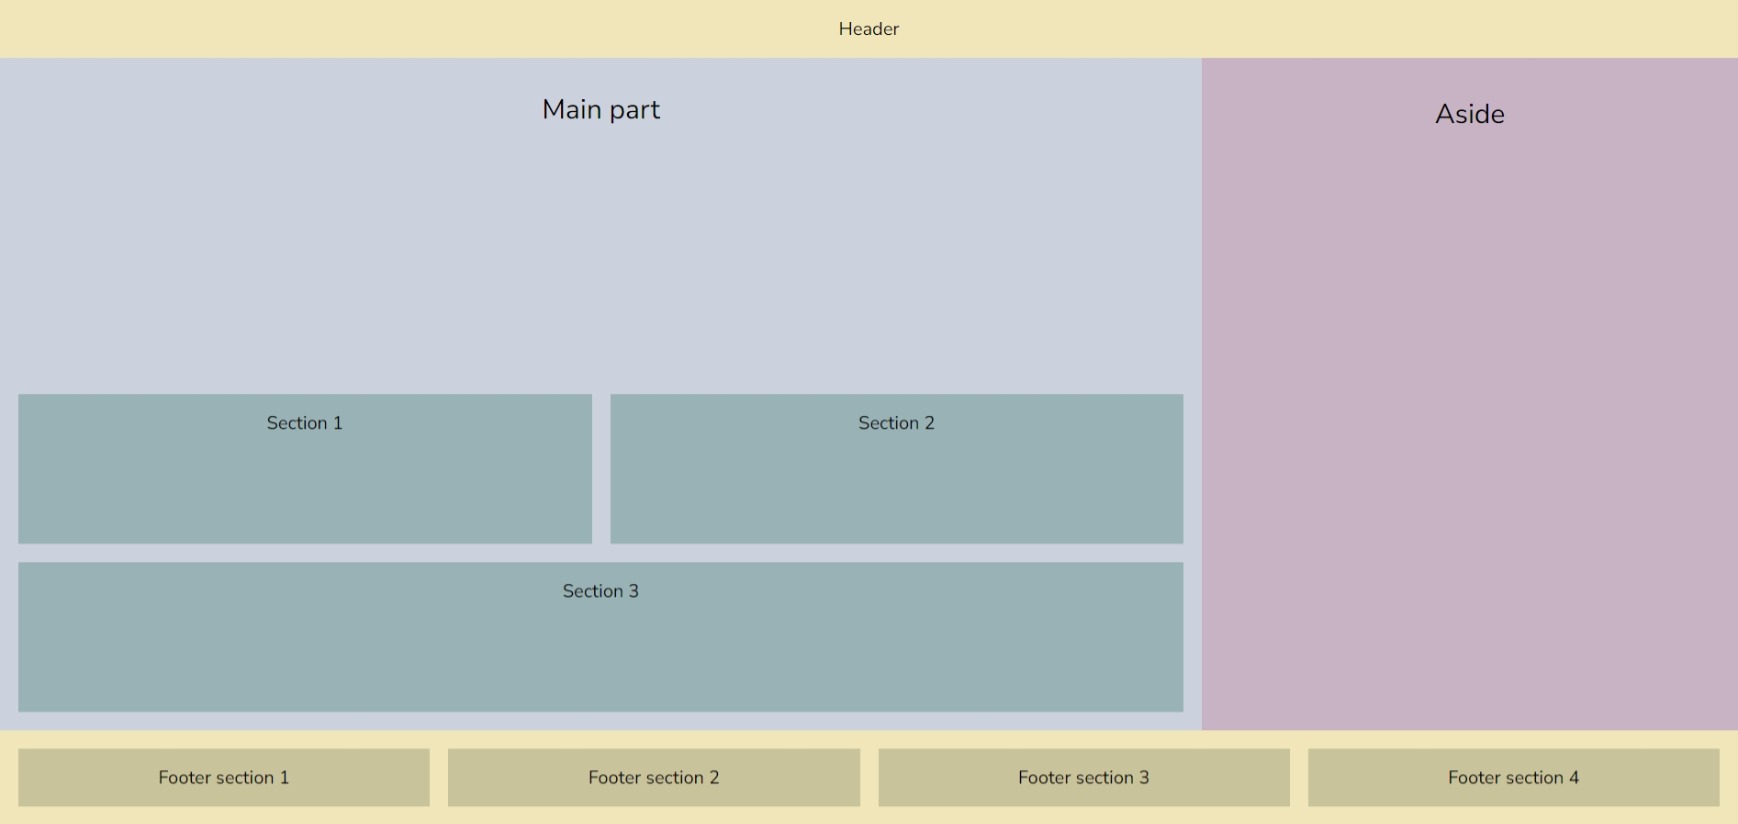 Header
Main part
Aside
Section 1
Section 2
Section 3
Footer section 1
Footer section 2
Footer section 3
Footer section 4